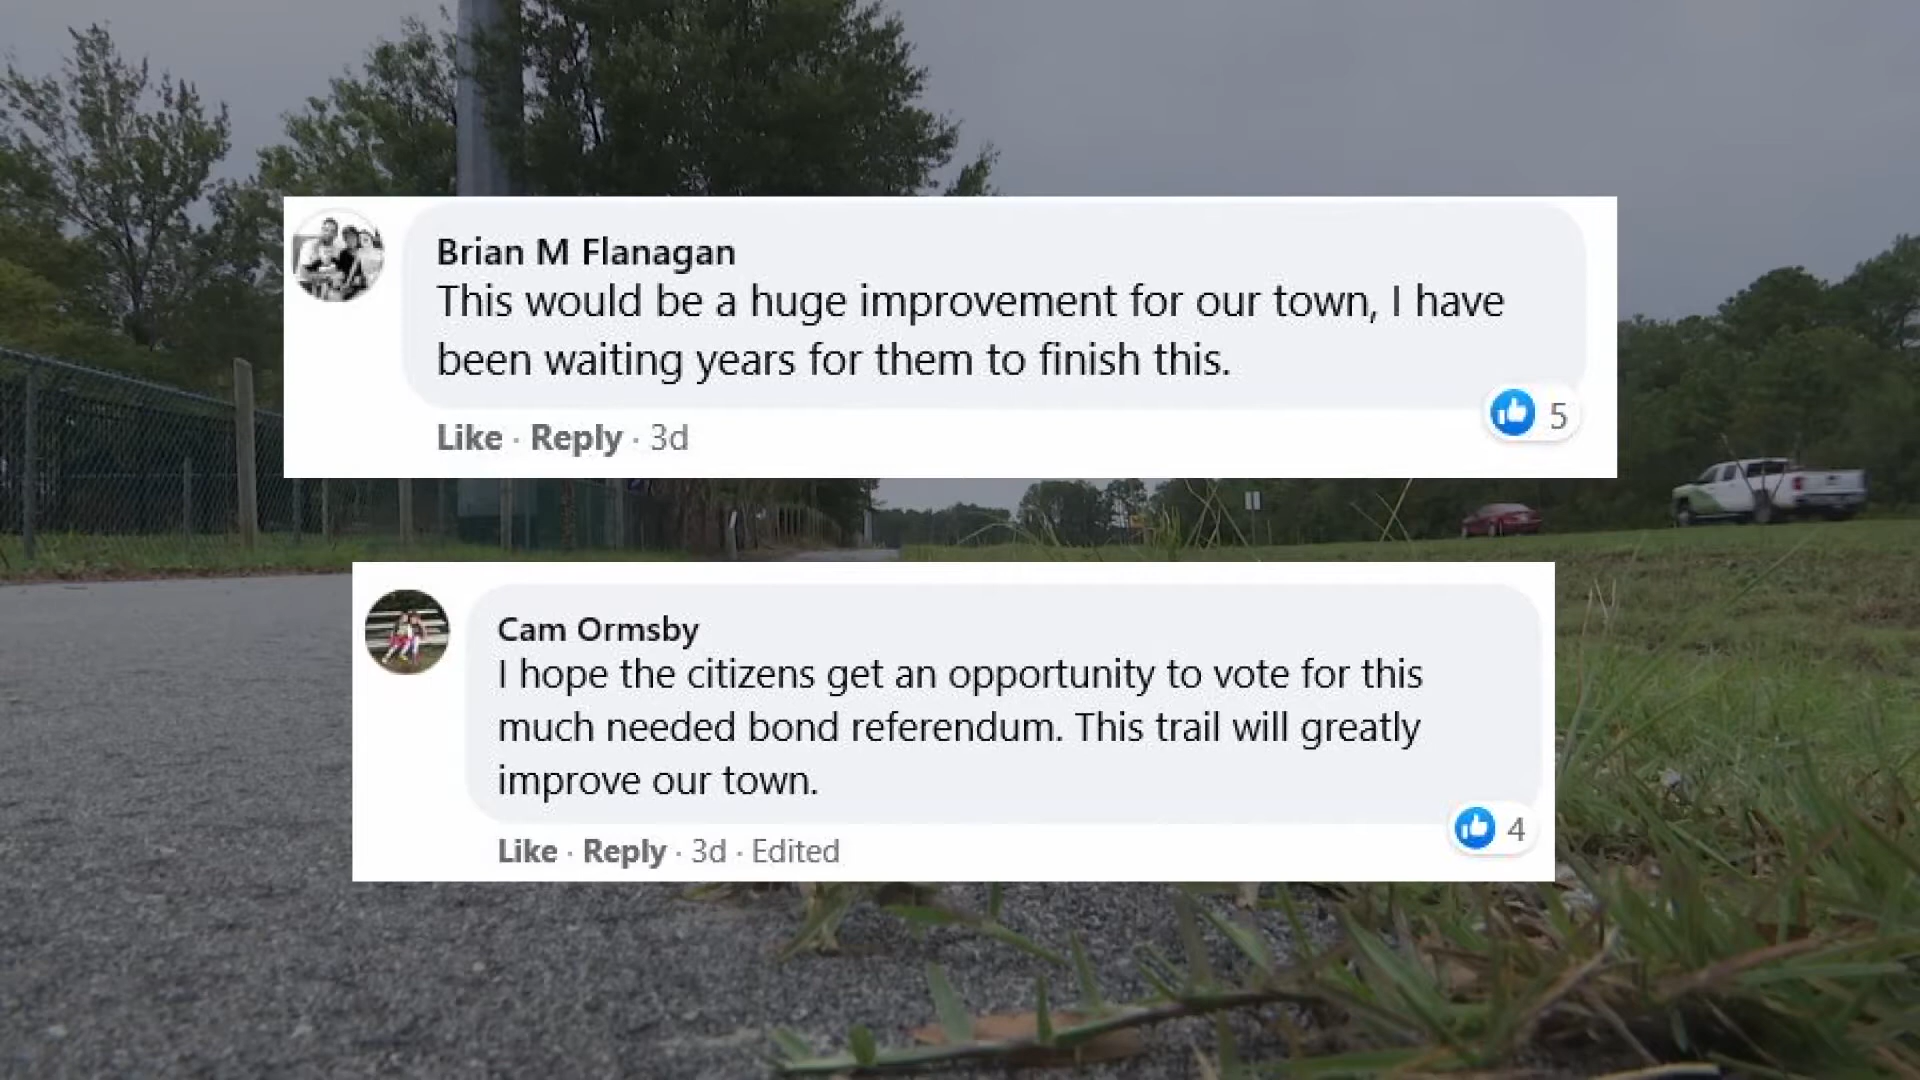 Brian M Flanagan
This would be a huge improvement for our town, I have
been waiting years for them to finish this.
Like · Reply · 3d
5
Cam Ormsby
I hope the citizens get an opportunity to vote for this
much needed bond referendum. This trail will greatly
improve our town.
Like · Reply · 3d · Edited
4